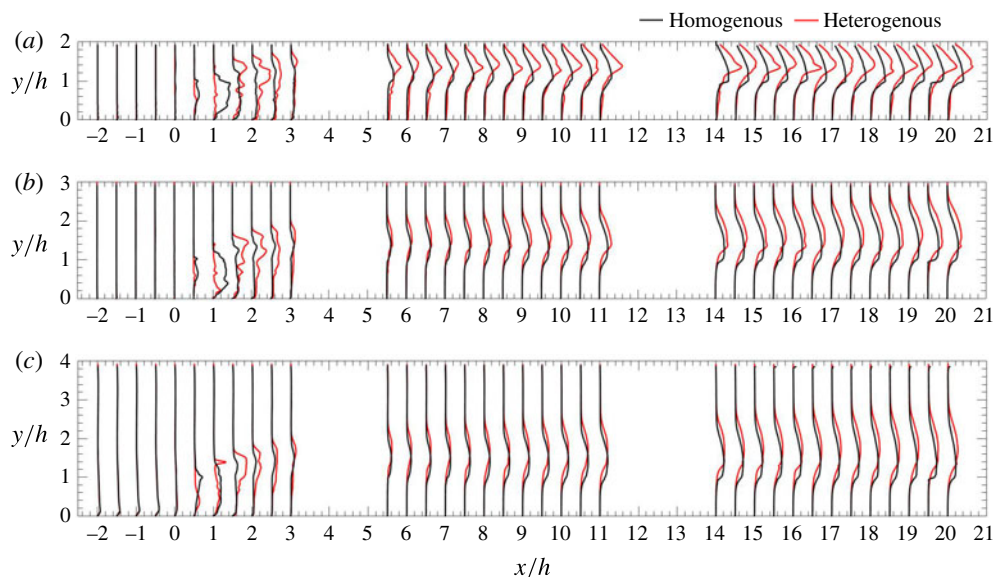 Homogenous Heterogenous
(a) 2
y/h 1
0
–2 –1 0 1 2 3 4 5 6 7 8 9 10 11 12 13 14 15 16 17 18 19 20 21
(b) 3
2
y/h
1
0
–2 –1 0 1 2 3 4 5 6 7 8 9 10 11 12 13 14 15 16 17 18 19 20 21
(c) 4
3
y/h 2
1
0
–2 –1 0 1 2 3 4 5 6 7 8 9 10 11 12 13 14 15 16 17 18 19 20 21
x/h